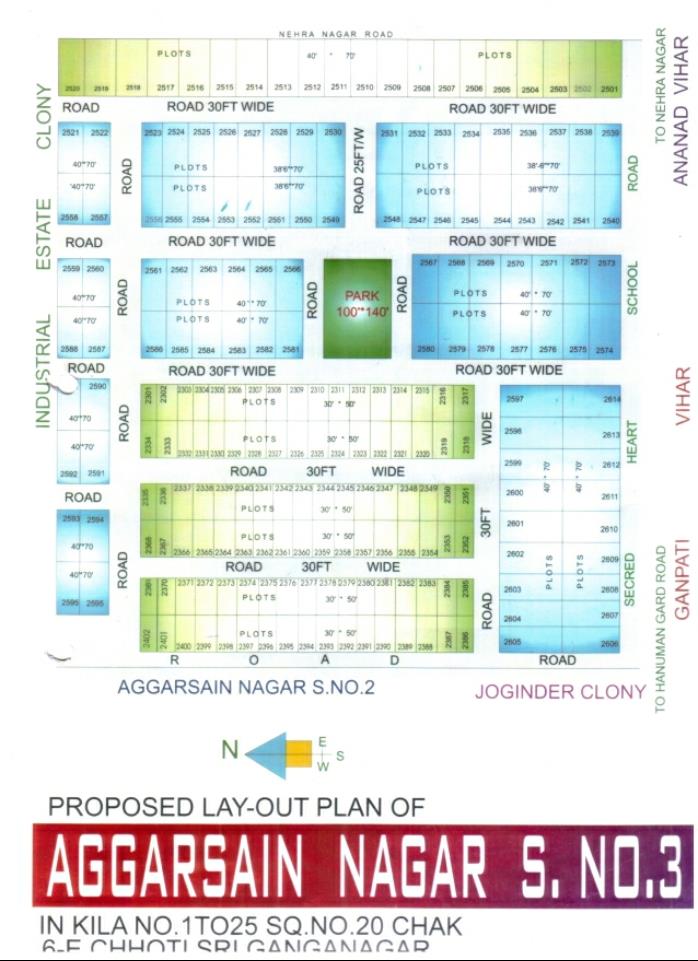 NEHRA NAGAR ROAD
PLOTS 40' * 70' PLOTS
2520 2519 2518 2517 2516 2515 2514 2513 2512 2511 2510 2509 2508 2507 2506 2505 2504 2503 2502 2501
ROAD ROAD 30FT WIDE ROAD 30FT WIDE
2521 2522 2523 2524 2525 2526 2527 2528 2529 2530 2531 2532 2533 2534 2535 2536 2537 2538 2539
40'*70' PLOTS 38'6"*70' PLOTS 38'-6"*70'
'40'*70' PLOTS 38'6"*70' PLOTS 38'6"*70'
2558 2557 2556 2555 2554 2553 2552 2551 2550 2549 2548 2547 2546 2545 2544 2543 2542 2541 2540
ROAD
ROAD 25FT/W
ROAD
ROAD ROAD 30FT WIDE ROAD 30FT WIDE
2559 2560 2561 2562 2563 2564 2565 2566 2567 2568 2569 2570 2571 2572 2573
40'*70' PLOTS 40' * 70' PLOTS 40' * 70'
40'*70' PLOTS 40' * 70' PLOTS 40' * 70'
2588 2587 2586 2585 2584 2583 2582 2581 2580 2579 2578 2577 2576 2575 2574
ROAD
ROAD
PARK
100'*140'
ROAD
ROAD ROAD 30FT WIDE ROAD 30FT WIDE
2590
40'*70
40'*70'
2592 2591
ROAD
2301 2302 2303 2304 2305 2306 2307 2308 2309 2310 2311 2312 2313 2314 2315 2316 2317
PLOTS 30' * 50'
PLOTS 30' * 50'
2334 2333 2332 2331 2330 2329 2328 2327 2326 2325 2324 2323 2322 2321 2320 2319 2318
ROAD 30FT WIDE
ROAD
2593 2594
40'*70
40'*70'
2595 2595
ROAD
2335 2336 2337 2338 2339 2340 2341 2342 2343 2344 2345 2346 2347 2348 2349 2350 2351
PLOTS 30' * 50'
PLOTS 30' * 50'
2368 2367 2366 2365 2364 2363 2362 2361 2360 2359 2358 2357 2356 2355 2354 2353 2352
ROAD 30FT WIDE
2369 2370 2371 2372 2373 2374 2375 2376 2377 2378 2379 2380 2381 2382 2383 2384 2385
PLOTS 30' * 50'
PLOTS 30' * 50'
2402 2401 2400 2399 2398 2397 2396 2395 2394 2393 2392 2391 2390 2389 2388 2387 2386
ROAD 30FT WIDE
2597 2614
2598 2613
2599 2612
2600 2611
2601 2610
2602 2609
2603 2608
2604 2607
2605 2606
PLOTS 40' * 70'
PLOTS 40' * 70'
R O A D
ROAD
INDUSTRIAL ESTATE CLONY
SECRED HEART SCHOOL ROAD
TO HANUMAN GARD ROAD
TO NEHRA NAGAR
GANPATI VIHAR
ANANAD VIHAR
AGGARSAIN NAGAR S.NO.2
JOGINDER CLONY
N
E
S
W
PROPOSED LAY-OUT PLAN OF
AGGARSAIN NAGAR S. NO.3
IN KILA NO.1TO25 SQ.NO.20 CHAK
6-E CHHOTI SRI GANGANAGAR